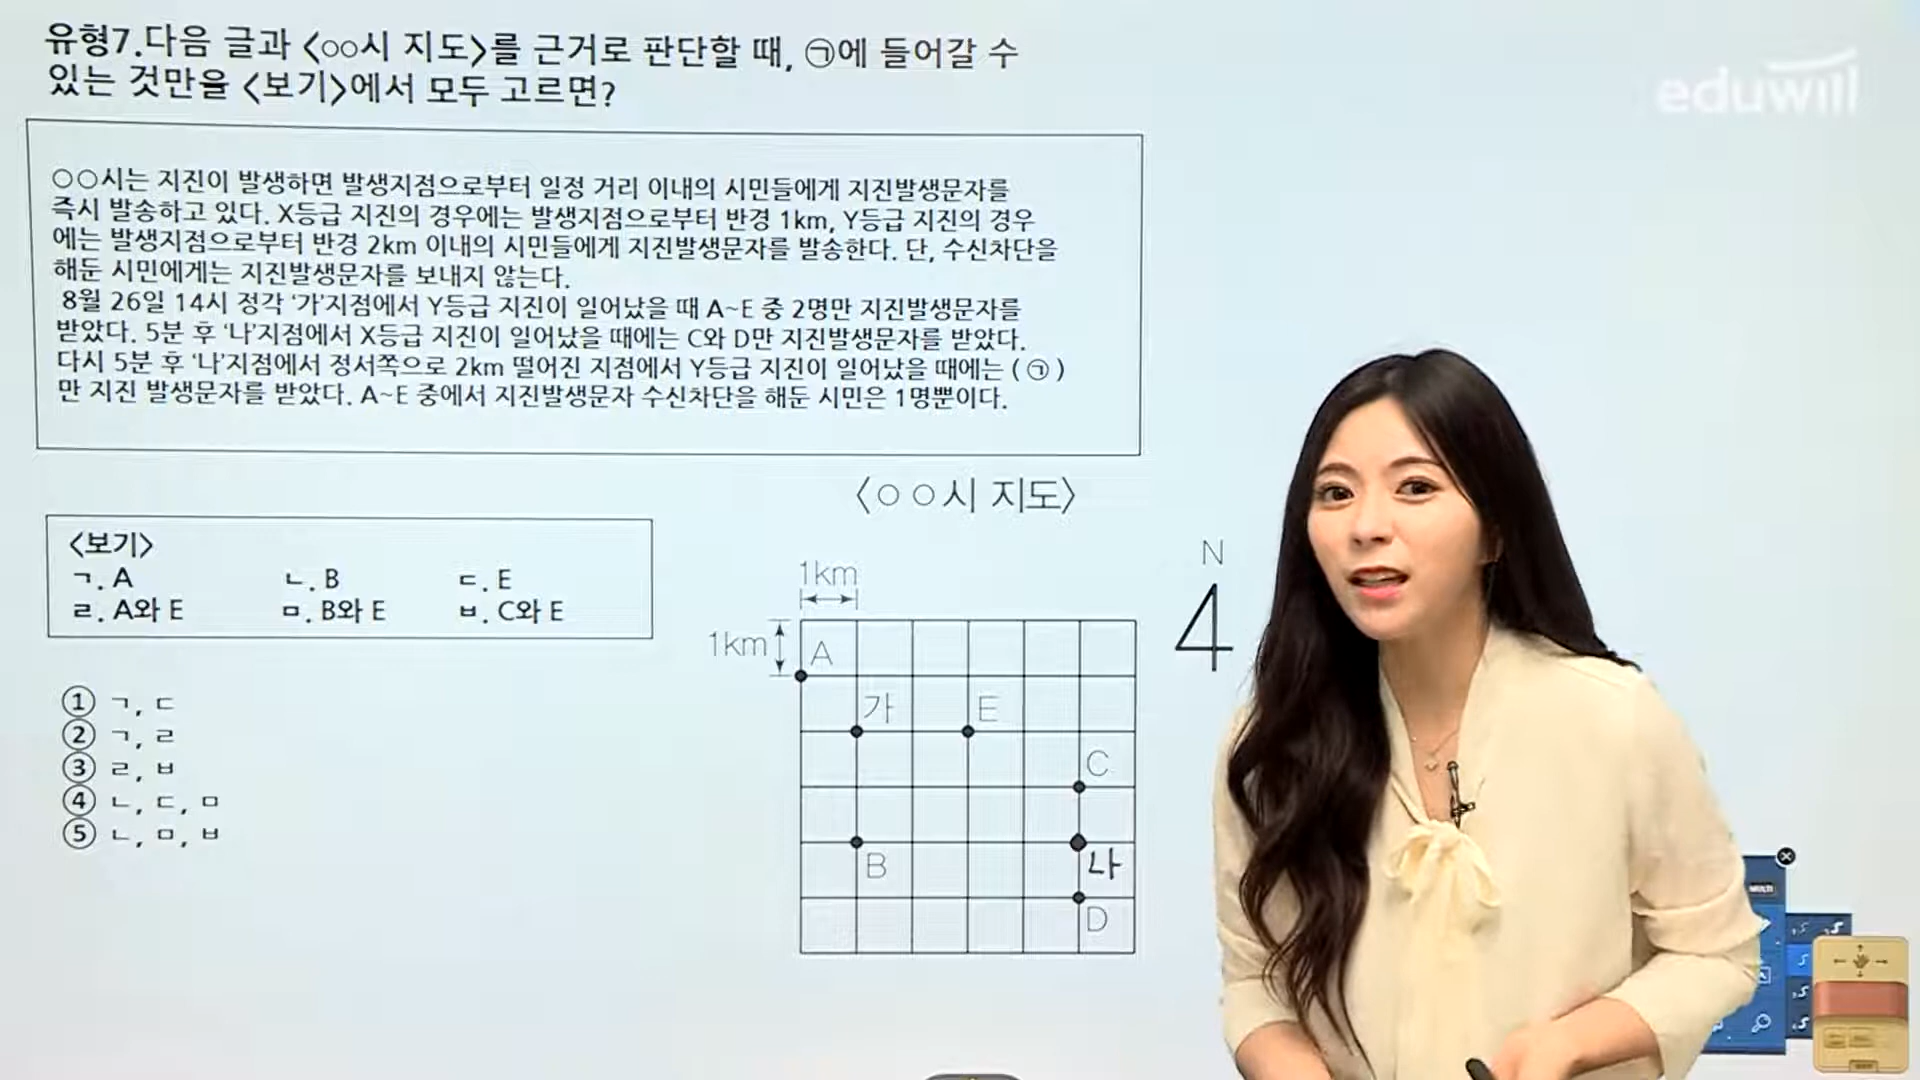 유형7.다음 글과 <○○시 지도>를 근거로 판단할 때, ㉠에 들어갈 수
있는 것만을 <보기>에서 모두 고르면?
eduwill
○○시는 지진이 발생하면 발생지점으로부터 일정 거리 이내의 시민들에게 지진발생문자를
즉시 발송하고 있다. X등급 지진의 경우에는 발생지점으로부터 반경 1km, Y등급 지진의 경우
에는 발생지점으로부터 반경 2km 이내의 시민들에게 지진발생문자를 발송한다. 단, 수신차단을
해둔 시민에게는 지진발생문자를 보내지 않는다.
8월 26일 14시 정각 '가'지점에서 Y등급 지진이 일어났을 때 A~E 중 2명만 지진발생문자를
받았다. 5분 후 '나'지점에서 X등급 지진이 일어났을 때에는 C와 D만 지진발생문자를 받았다.
다시 5분 후 '나'지점에서 정서쪽으로 2km 떨어진 지점에서 Y등급 지진이 일어났을 때에는 ( ㉠ )
만 지진 발생문자를 받았다. A~E 중에서 지진발생문자 수신차단을 해둔 시민은 1명뿐이다.
<보기>
ㄱ. A ㄴ. B ㄷ. E
ㄹ. A와 E ㅁ. B와 E ㅂ. C와 E
① ㄱ, ㄷ
② ㄱ, ㄹ
③ ㄹ, ㅂ
④ ㄴ, ㄷ, ㅁ
⑤ ㄴ, ㅁ, ㅂ
<○○시 지도>
N
1km
1km
A
가
E
C
B
나
D